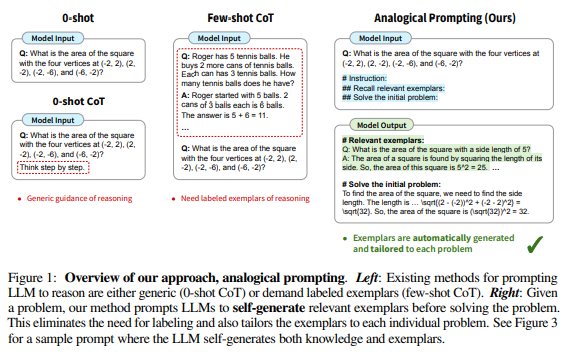 0-shot
Model Input
Q: What is the area of the square
with the four vertices at (-2, 2), (2,
-2), (-2, -6), and (-6, -2)?
0-shot CoT
Model Input
Q: What is the area of the square
with the four vertices at (-2, 2), (2,
-2), (-2, -6), and (-6, -2)?
Think step by step.
● Generic guidance of reasoning
Few-shot CoT
Model Input
Q: Roger has 5 tennis balls. He
buys 2 more cans of tennis balls.
Each can has 3 tennis balls. How
many tennis balls does he have?
A: Roger started with 5 balls. 2
cans of 3 balls each is 6 balls.
The answer is 5 + 6 = 11.
...
Q: What is the area of the square
with the four vertices at (-2, 2), (2,
-2), (-2, -6), and (-6, -2)?
● Need labeled exemplars of reasoning
Analogical Prompting (Ours)
Model Input
Q: What is the area of the square with the four vertices at
(-2, 2), (2, -2), (-2, -6), and (-6, -2)?
# Instruction:
## Recall relevant exemplars:
## Solve the initial problem:
Model Output
# Relevant exemplars:
Q: What is the area of the square with a side length of 5?
A: The area of a square is found by squaring the length of its
side. So, the area of this square is 5^2 = 25. ...
# Solve the initial problem:
To find the area of the square, we need to find the side
length. The length is ... \sqrt{(2 - (-2))^2 + (-2 - 2)^2} =
\sqrt{32}. So, the area of the square is (\sqrt{32})^2 = 32.
● Exemplars are automatically generated
and tailored to each problem
Figure 1: Overview of our approach, analogical prompting. Left: Existing methods for prompting
LLM to reason are either generic (0-shot CoT) or demand labeled exemplars (few-shot CoT). Right: Given
a problem, our method prompts LLMs to self-generate relevant exemplars before solving the problem.
This eliminates the need for labeling and also tailors the exemplars to each individual problem. See Figure 3
for a sample prompt where the LLM self-generates both knowledge and exemplars.